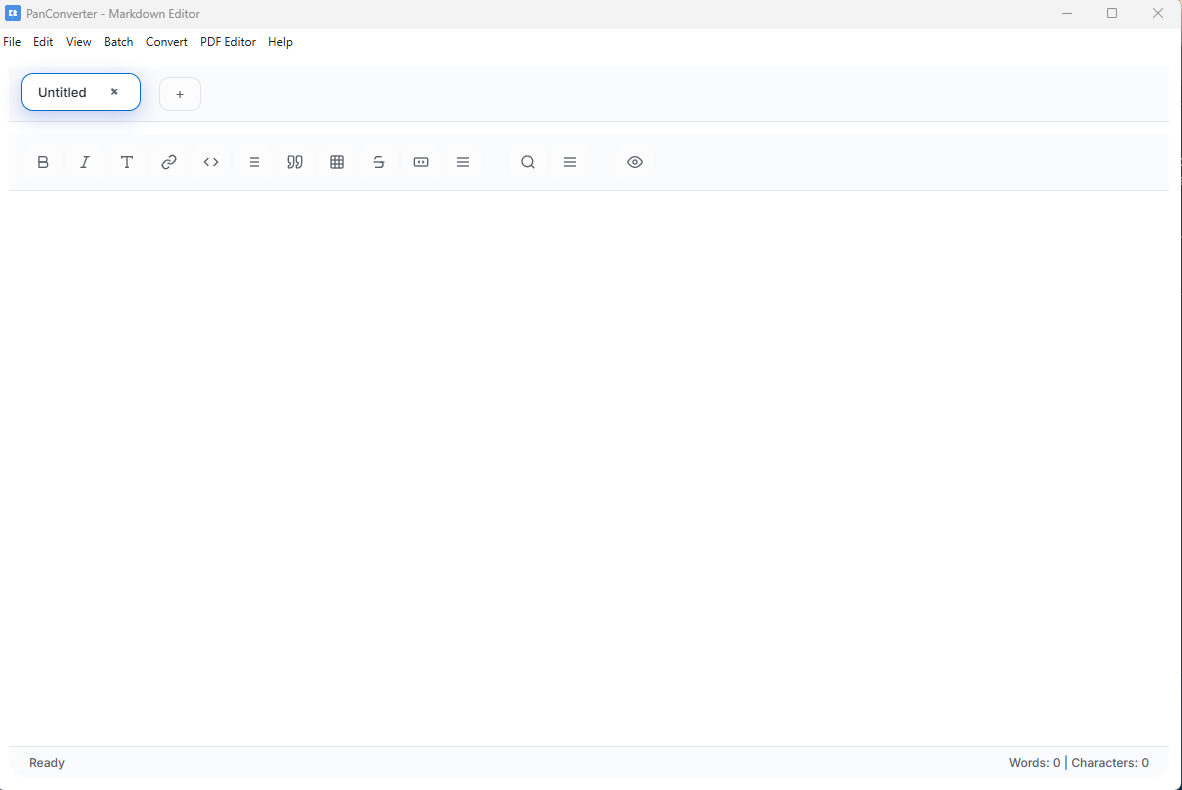 PanConverter - Markdown Editor
File Edit View Batch Convert PDF Editor Help
Untitled × +
Ready Words: 0 | Characters: 0